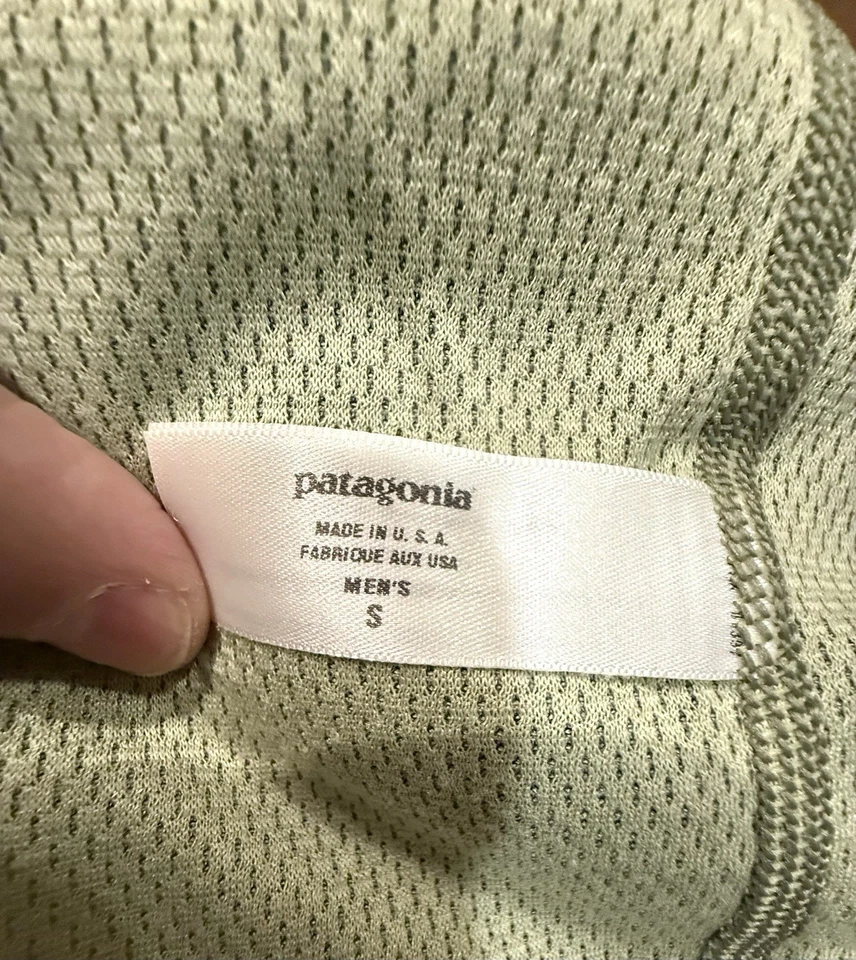 patagonia
MADE IN U. S. A.
FABRIQUE AUX USA
MEN'S
S